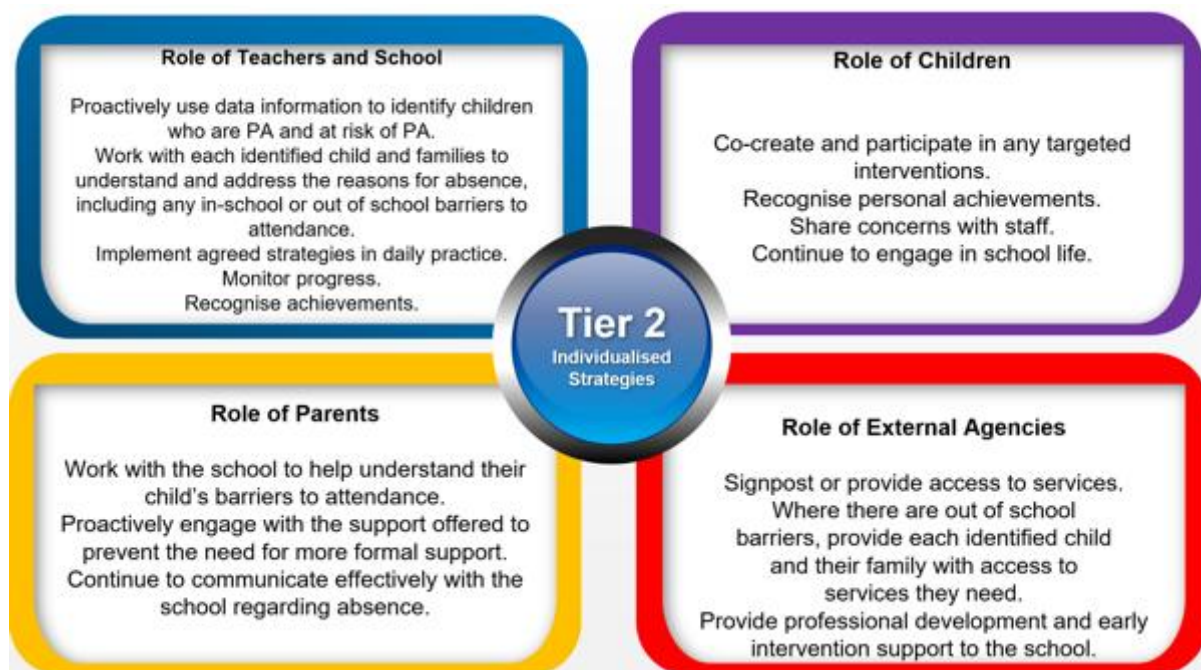 Role of Teachers and School
Proactively use data information to identify children
who are PA and at risk of PA.
Work with each identified child and families to
understand and address the reasons for absence,
including any in-school or out of school barriers to
attendance.
Implement agreed strategies in daily practice.
Monitor progress.
Recognise achievements.
Role of Children
Co-create and participate in any targeted
interventions.
Recognise personal achievements.
Share concerns with staff.
Continue to engage in school life.
Tier 2
Individualised
Strategies
Role of Parents
Work with the school to help understand their
child's barriers to attendance.
Proactively engage with the support offered to
prevent the need for more formal support.
Continue to communicate effectively with the
school regarding absence.
Role of External Agencies
Signpost or provide access to services.
Where there are out of school
barriers, provide each identified child
and their family with access to
services they need.
Provide professional development and early
intervention support to the school.